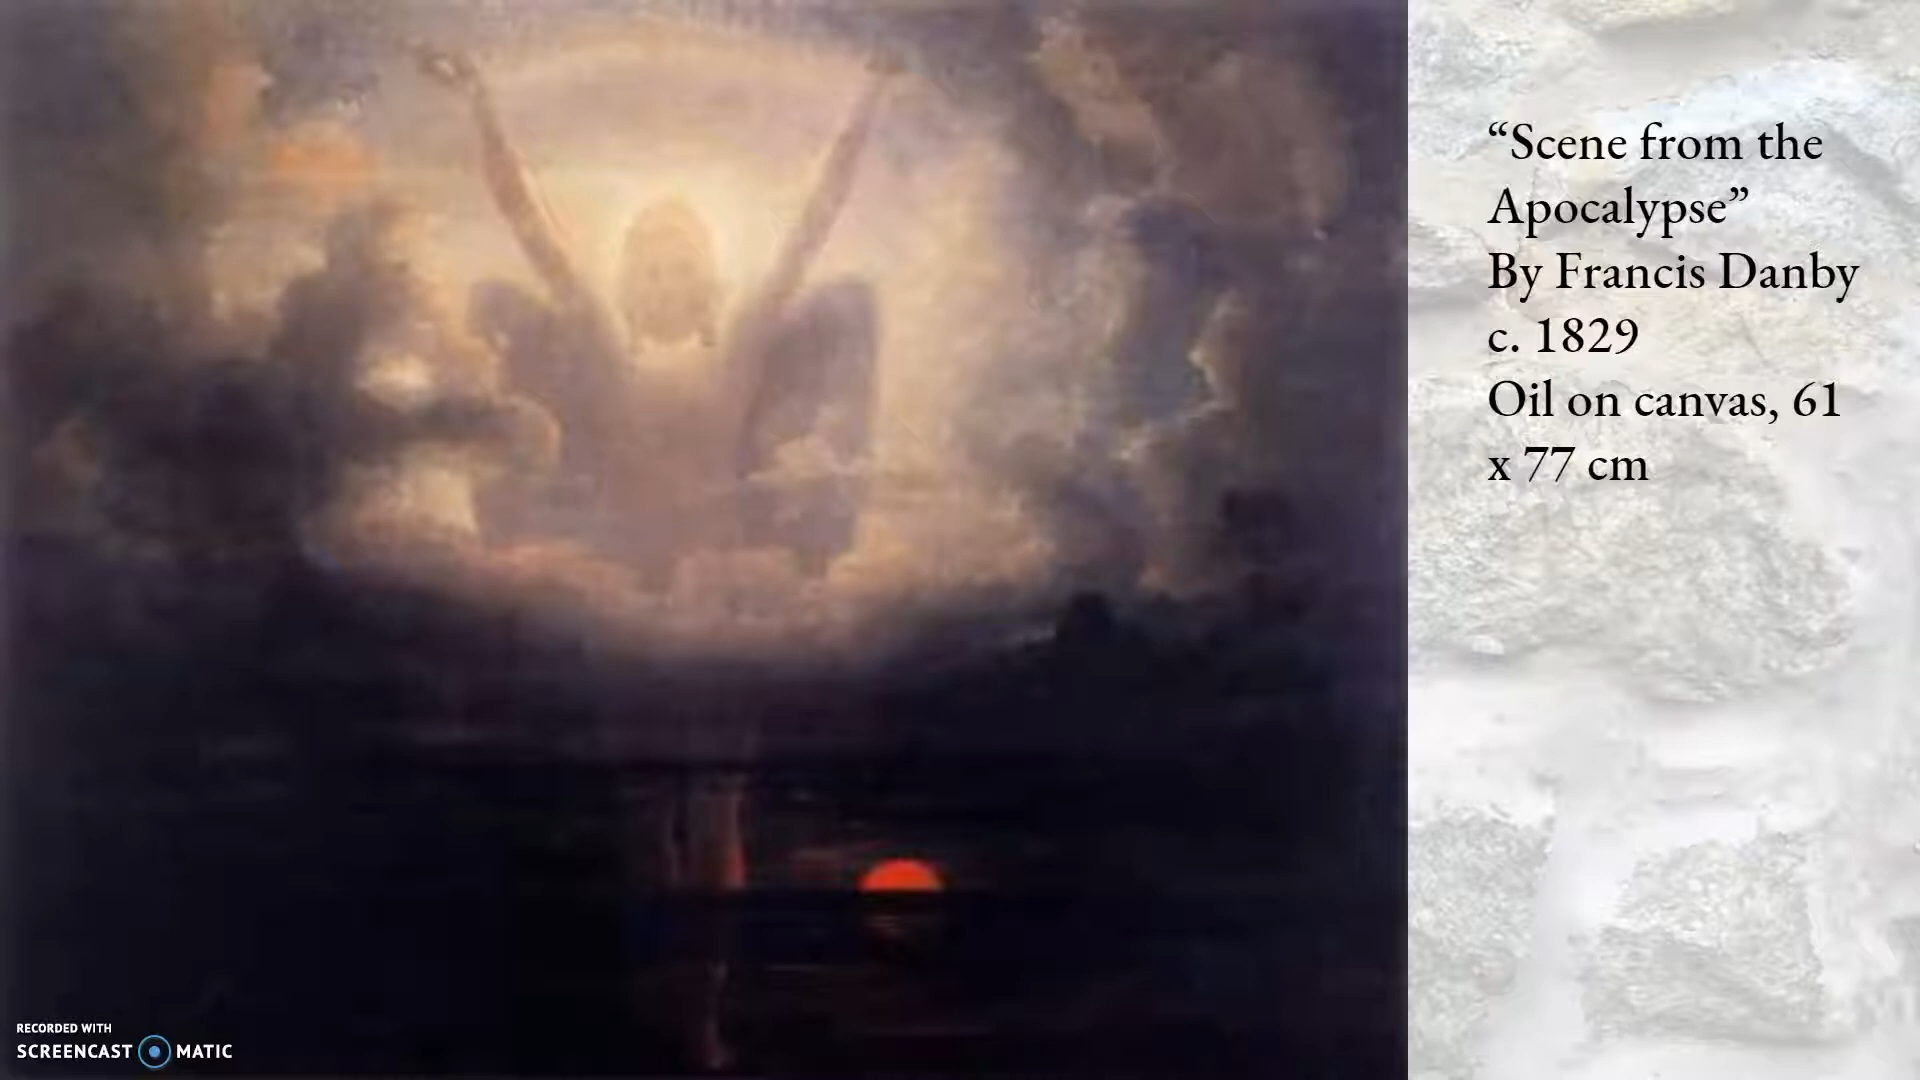 “Scene from the
Apocalypse”
By Francis Danby
c. 1829
Oil on canvas, 61
x 77 cm
RECORDED WITH
SCREENCAST MATIC